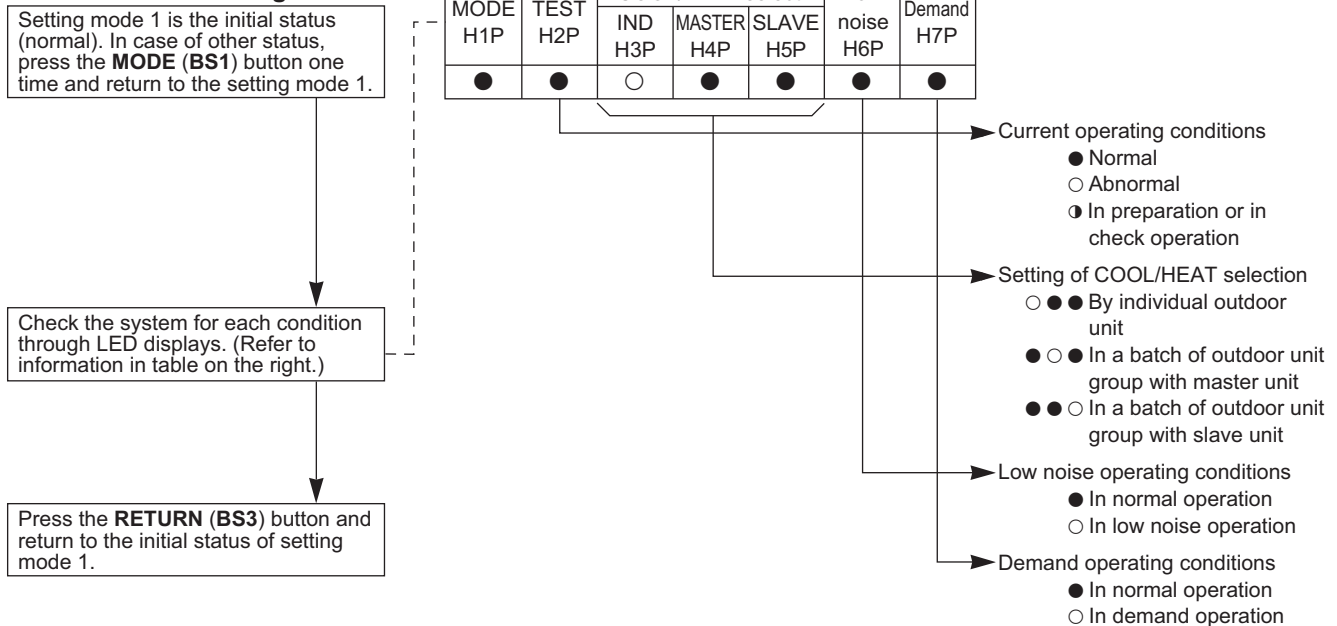 Setting mode 1 is the initial status
(normal). In case of other status,
press the MODE (BS1) button one
time and return to the setting mode 1.
Check the system for each condition
through LED displays. (Refer to
information in table on the right.)
Press the RETURN (BS3) button and
return to the initial status of setting
mode 1.
MODE TEST IND MASTER SLAVE noise Demand
H1P H2P H3P H4P H5P H6P H7P
● ● ○ ● ● ● ●
Current operating conditions
● Normal
○ Abnormal
◑ In preparation or in
check operation
Setting of COOL/HEAT selection
○ ● ● By individual outdoor
unit
● ○ ● In a batch of outdoor unit
group with master unit
● ● ○ In a batch of outdoor unit
group with slave unit
Low noise operating conditions
● In normal operation
○ In low noise operation
Demand operating conditions
● In normal operation
○ In demand operation